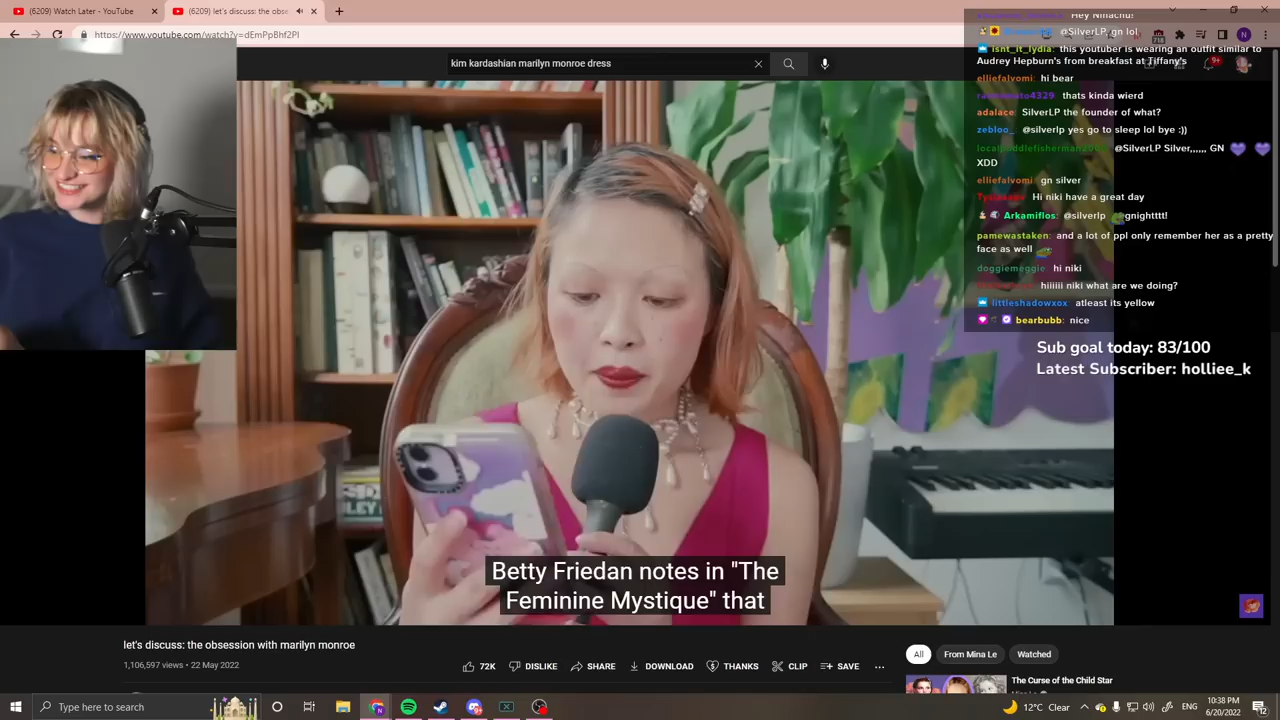 (6209) Watch Later - YouTube
(6209) let's discuss: the obse
https://www.youtube.com/watch?v=dEmPpBhf2PI
kim kardashian marilyn monroe dress
718
N
9+
Hey Nihachu!
@SilverLP gn lol
isnt_it_lydia: this youtuber is wearing an outfit similar to
Audrey Hepburn's from breakfast at Tiffany's
elliefalvomi: hi bear
thats kinda wierd
adalace: SilverLP the founder of what?
zebloo_: @silverlp yes go to sleep lol bye :))
@SilverLP Silver,,,,,, GN
XDD
elliefalvomi: gn silver
Hi niki have a great day
Arkamiflos: @silverlp gnightttt!
pamewastaken: and a lot of ppl only remember her as a pretty
face as well
doggiemeggie: hi niki
hiiiiii niki what are we doing?
littleshadowxox: atleast its yellow
bearbubb: nice
Sub goal today: 83/100
Latest Subscriber: holliee_k
Betty Friedan notes in "The
Feminine Mystique" that
let's discuss: the obsession with marilyn monroe
1,106,597 views • 22 May 2022
72K DISLIKE SHARE DOWNLOAD THANKS CLIP SAVE
All From Mina Le Watched
The Curse of the Child Star
Type here to search
12°C Clear
10:38 PM
6/20/2022
12